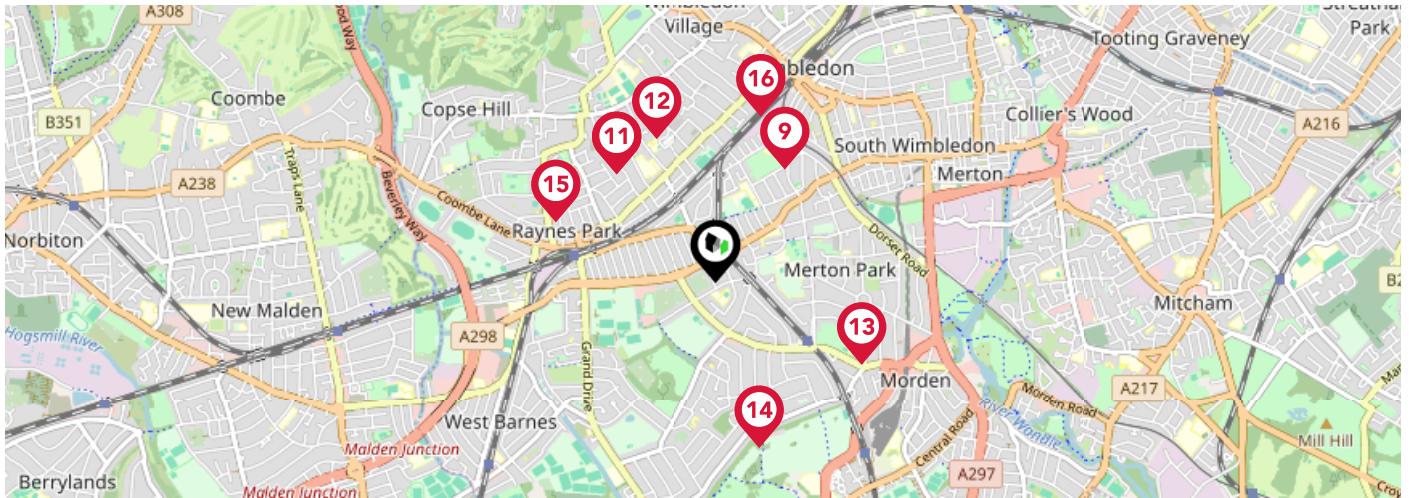 A308
Village
Streatham
Park
Tooting Graveney
Coombe
Copse Hill
B351
12
16
11
9
Collier's Wood
A216
South Wimbledon
Merton
A238
Traps Lane
Beverley Way
15
Coombe Lane
Raynes Park
Norbiton
Dorset Road
Merton Park
New Malden
Mitcham
A298
13
Hogsmill River
Grand Drive
Morden
A217
14
Morden Road
River Wandle
West Barnes
Central Road
Mill Hill
Malden Junction
A297
Berrylands
Malden Junction